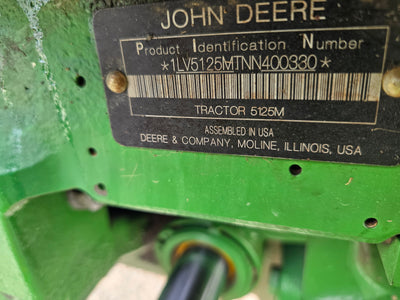 JOHN DEERE
Product Identification Number
*1LV5125MTNN400330*
TRACTOR 5125M
ASSEMBLED IN USA
DEERE & COMPANY, MOLINE, ILLINOIS, USA